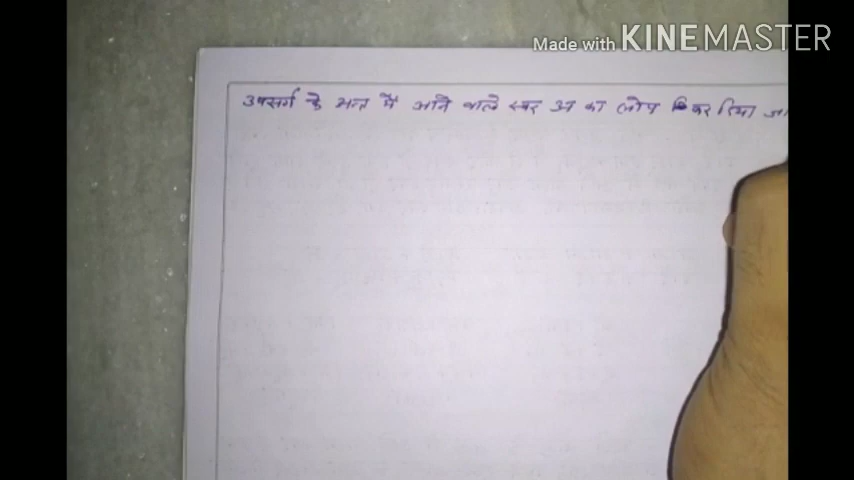 Made with KINEMASTER
उपसर्ग के अन्त में आने वाले स्वर अ का लोप कर दिया जा